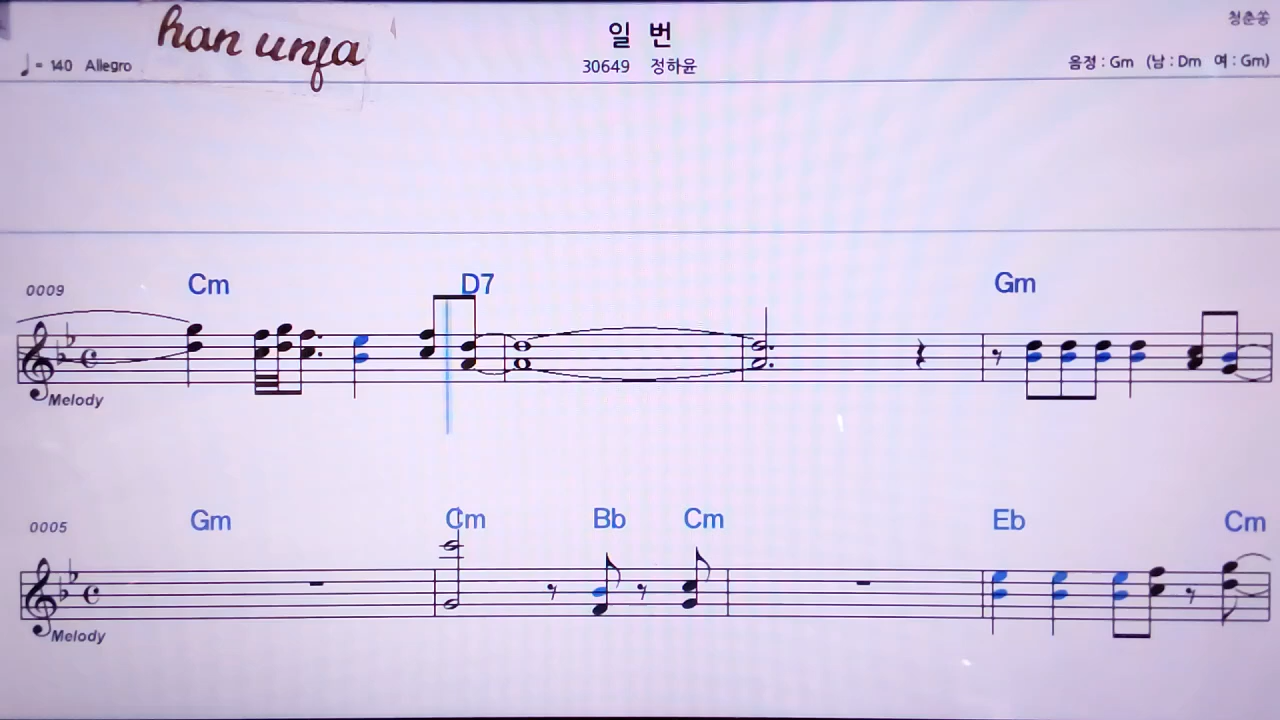 han unja
일 번
청춘쏭
♩= 140 Allegro
30649 정하윤
음정 : Gm (남 : Dm 여 : Gm)
0009
Cm D7 Gm
Melody
0005
Gm Cm Bb Cm Eb Cm
Melody